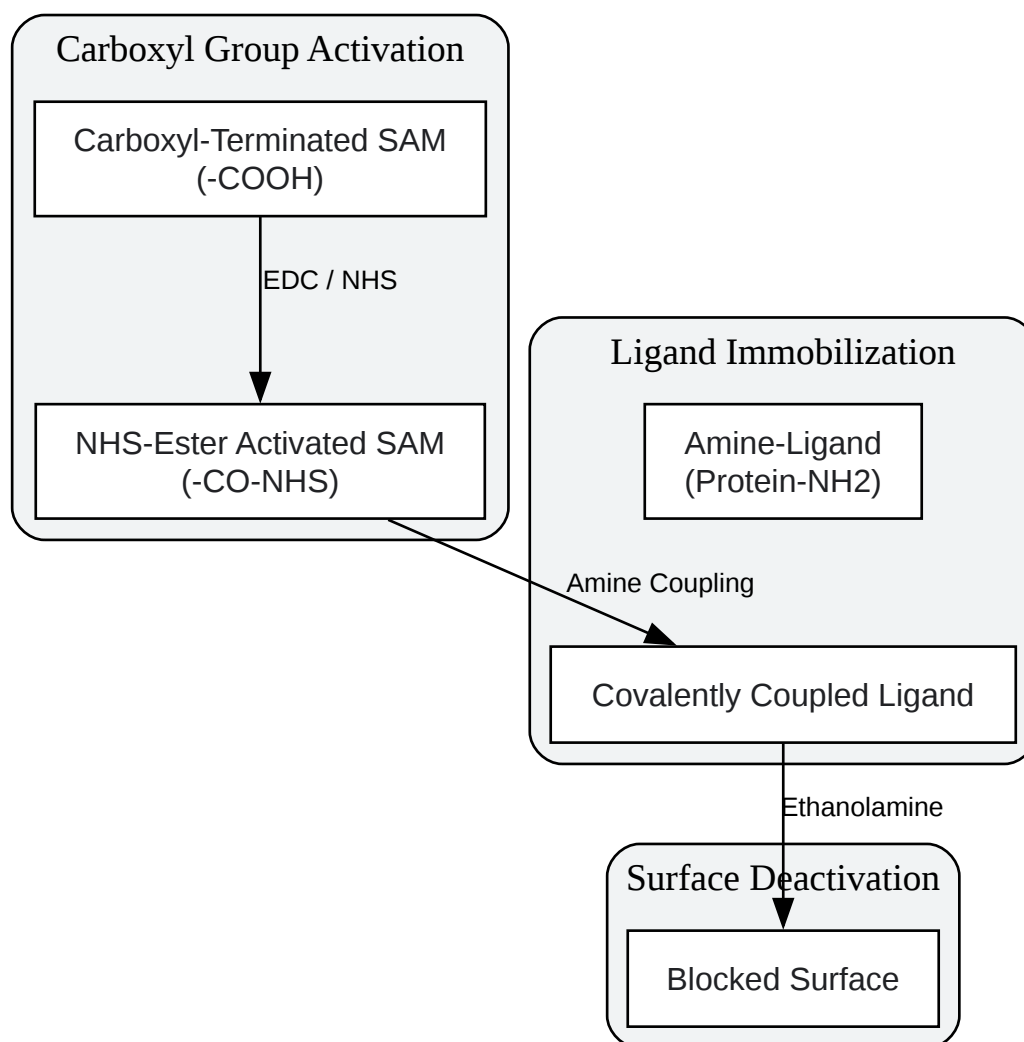 Carboxyl Group Activation
Carboxyl-Terminated SAM
(-COOH)
EDC / NHS
NHS-Ester Activated SAM
(-CO-NHS)
Ligand Immobilization
Amine-Ligand
(Protein-NH2)
Amine Coupling
Covalently Coupled Ligand
Ethanolamine
Surface Deactivation
Blocked Surface